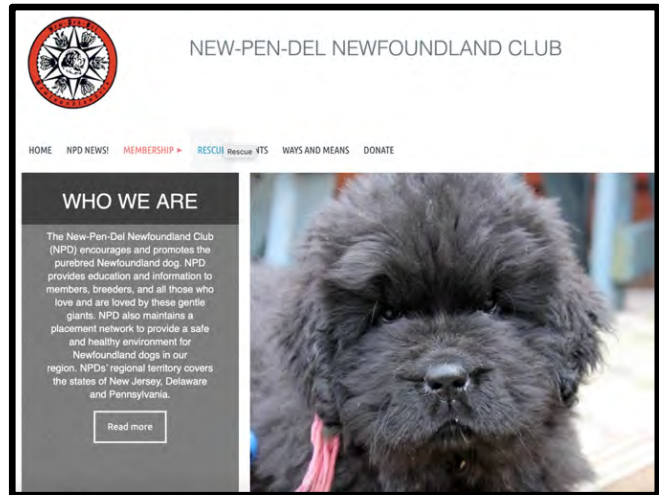 NEW-PEN-DEL NEWFOUNDLAND CLUB
HOME NPD NEWS! MEMBERSHIP ► RESCUE Rescue NTS WAYS AND MEANS DONATE
WHO WE ARE
The New-Pen-Del Newfoundland Club
(NPD) encourages and promotes the
purebred Newfoundland dog. NPD
provides education and information to
members, breeders, and all those who
love and are loved by these gentle
giants. NPD also maintains a
placement network to provide a safe
and healthy environment for
Newfoundland dogs in our
region. NPDs' regional territory covers
the states of New Jersey, Delaware
and Pennsylvania.
Read more